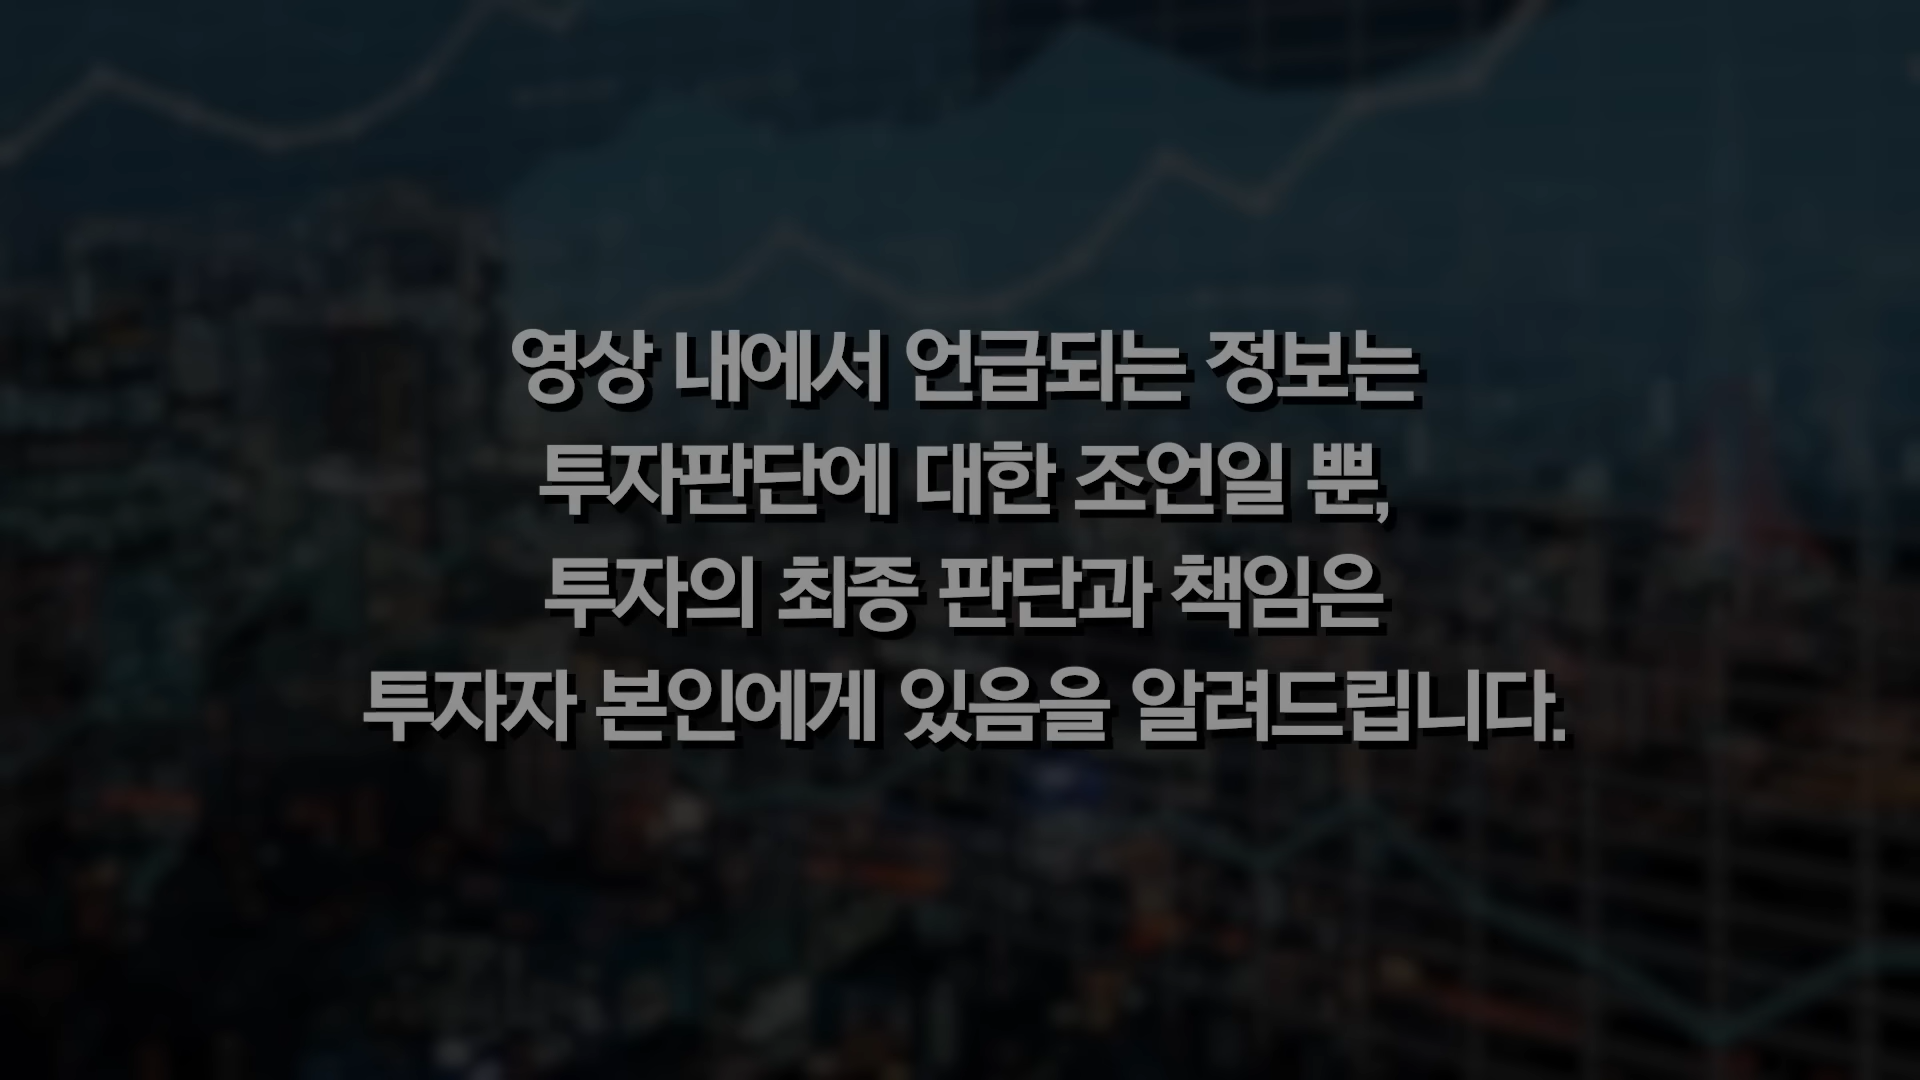 영상 내에서 언급되는 정보는
투자판단에 대한 조언일 뿐,
투자의 최종 판단과 책임은
투자자 본인에게 있음을 알려드립니다.